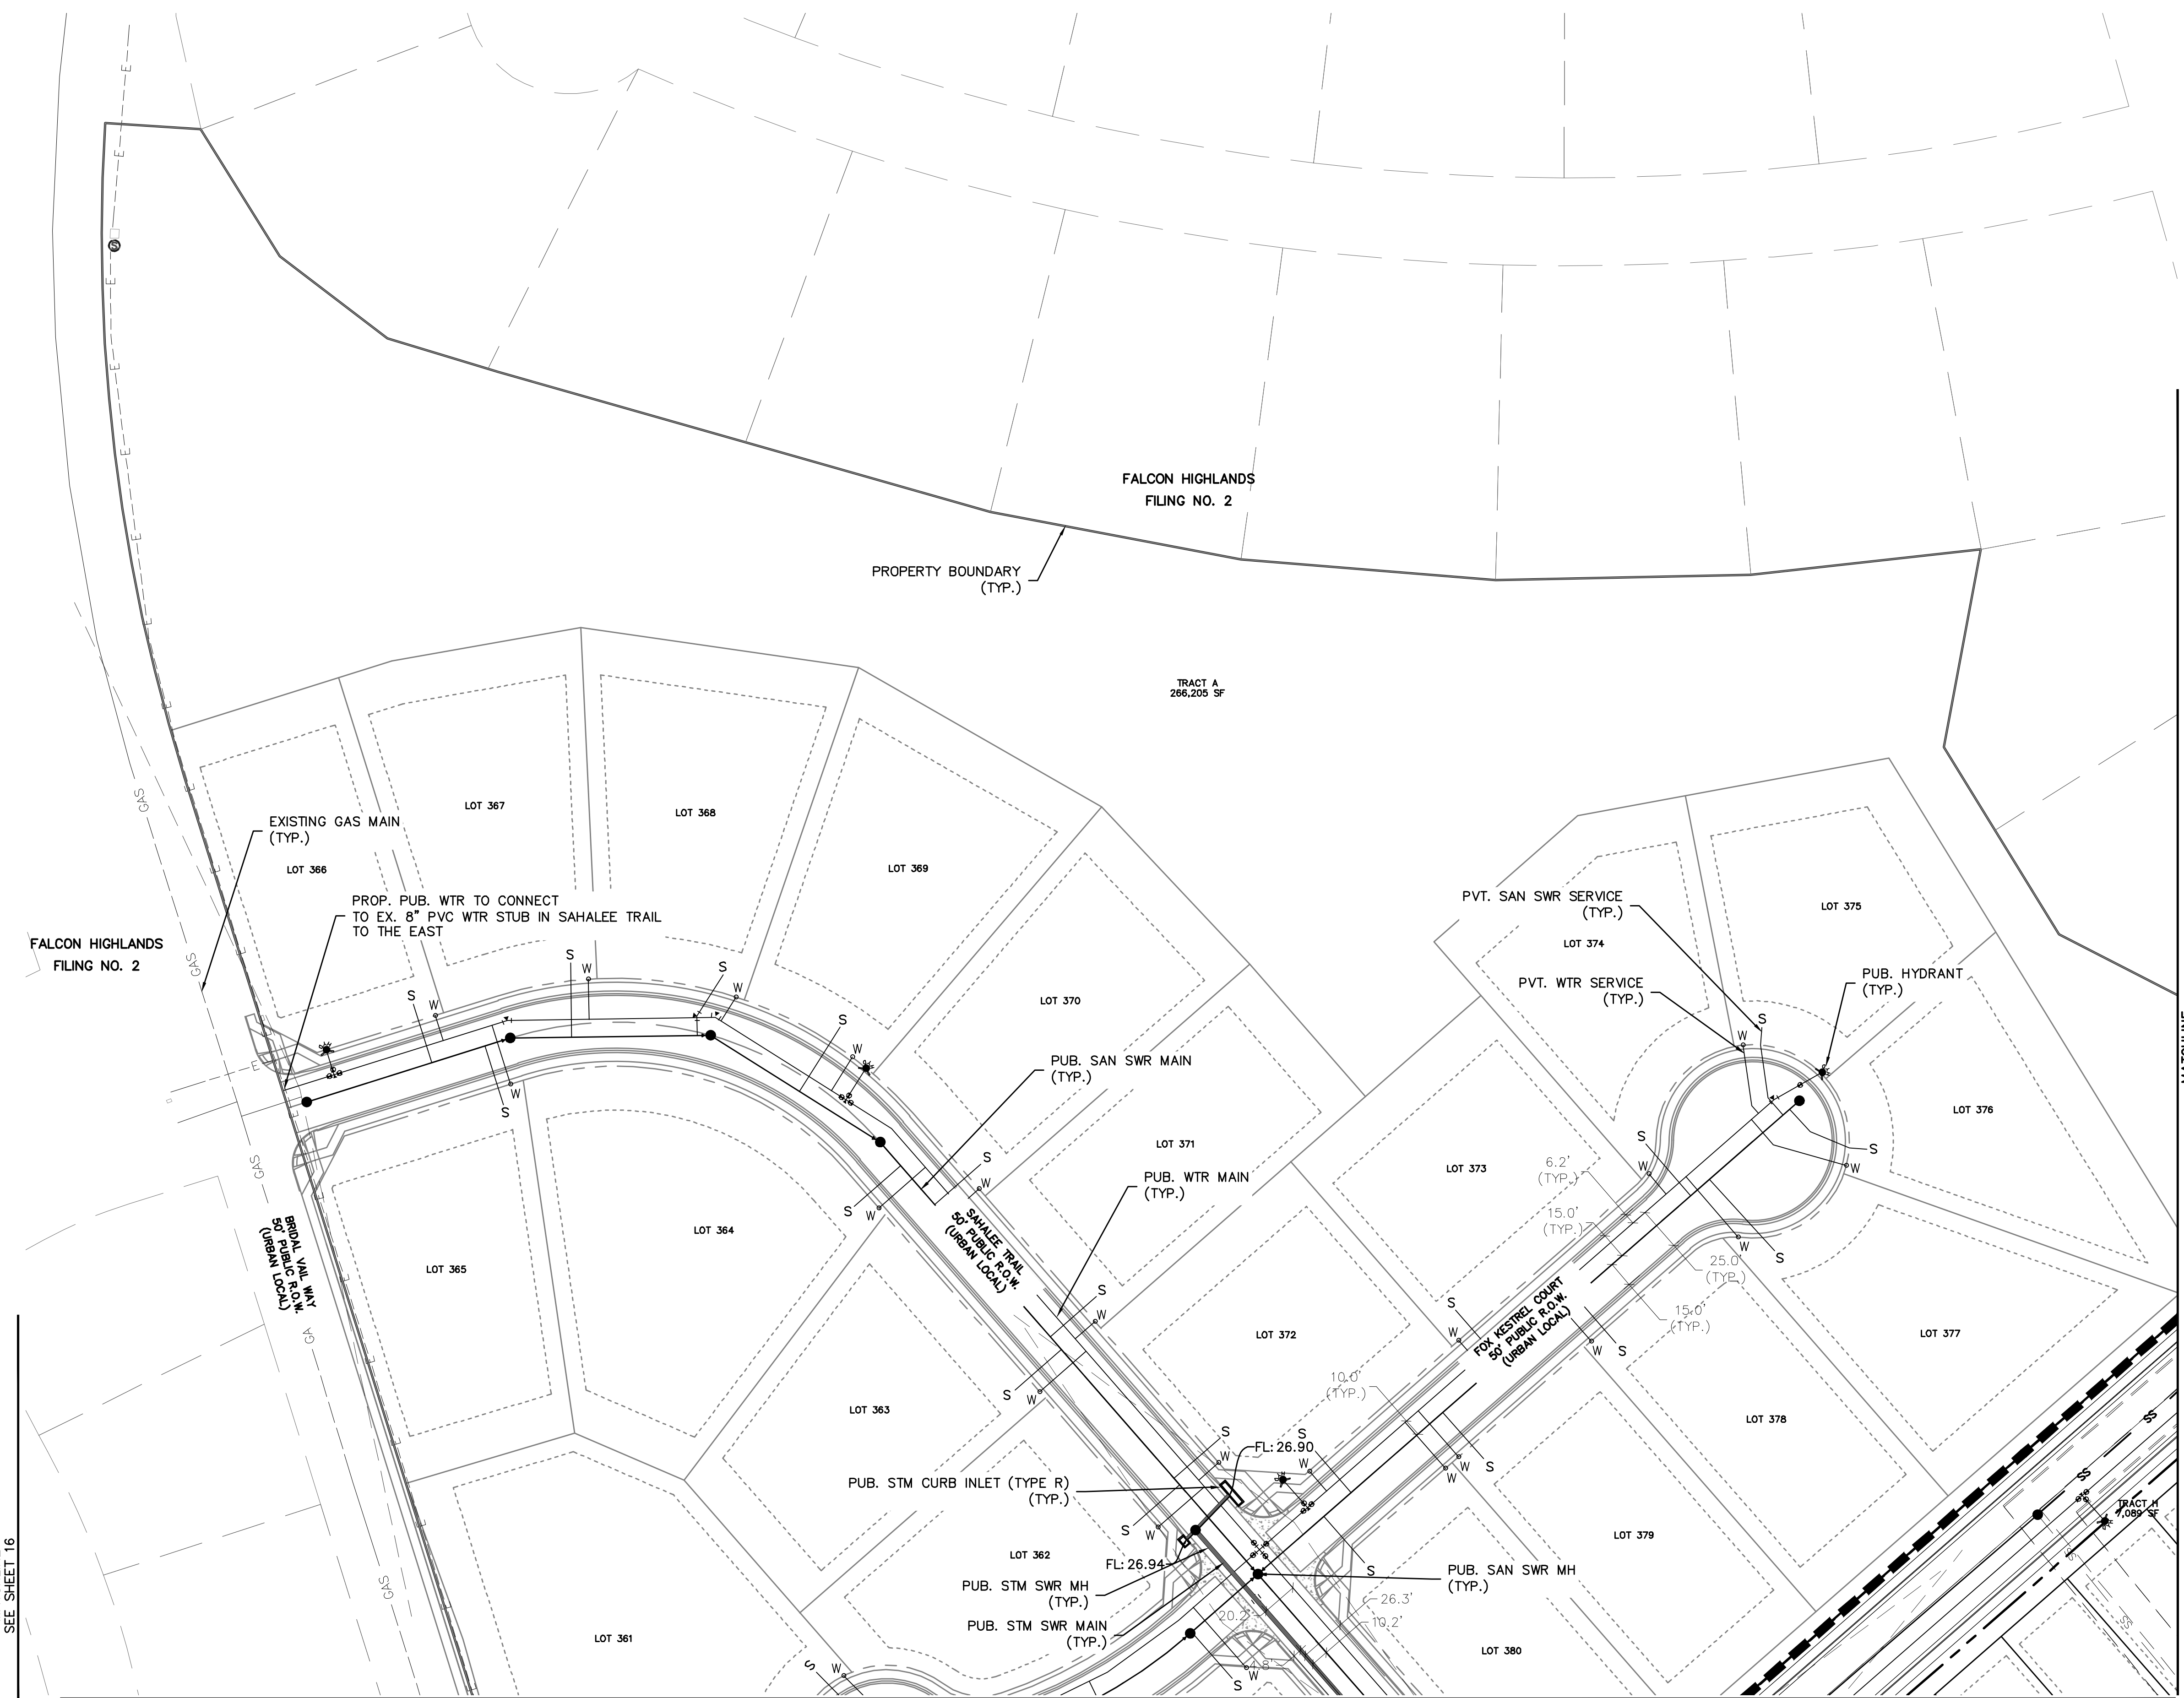 FALCON HIGHLANDS
FILING NO. 2
PROPERTY BOUNDARY
(TYP.)
TRACT A
266,205 SF
EXISTING GAS MAIN
(TYP.)
LOT 366
LOT 367
LOT 368
LOT 369
LOT 370
LOT 371
LOT 372
LOT 373
LOT 374
LOT 375
LOT 376
LOT 377
LOT 378
LOT 379
LOT 380
LOT 365
LOT 364
LOT 363
LOT 362
LOT 361
PROP. PUB. WTR TO CONNECT
TO EX. 8" PVC WTR STUB IN SAHALEE TRAIL
TO THE EAST
FALCON HIGHLANDS
FILING NO. 2
PVT. SAN SWR SERVICE
(TYP.)
PVT. WTR SERVICE
(TYP.)
PUB. HYDRANT
(TYP.)
PUB. SAN SWR MAIN
(TYP.)
PUB. WTR MAIN
(TYP.)
SAHALEE TRAIL
50' PUBLIC R.O.W.
(URBAN LOCAL)
BRIDAL VAIL WAY
50' PUBLIC R.O.W.
(URBAN LOCAL)
FOX KESTREL COURT
50' PUBLIC R.O.W.
(URBAN LOCAL)
6.2'
(TYP.)
15.0'
(TYP.)
25.0'
(TYP.)
15.0'
(TYP.)
10.0'
(TYP.)
FL: 26.90
PUB. STM CURB INLET (TYPE R)
(TYP.)
FL: 26.94
PUB. STM SWR MH
(TYP.)
PUB. STM SWR MAIN
(TYP.)
PUB. SAN SWR MH
(TYP.)
20.2'
26.3'
10.2'
4.8'
TRACT H
7,089 SF
SEE SHEET 16
GAS
GAS
GAS
GA
GAS
SS
SS